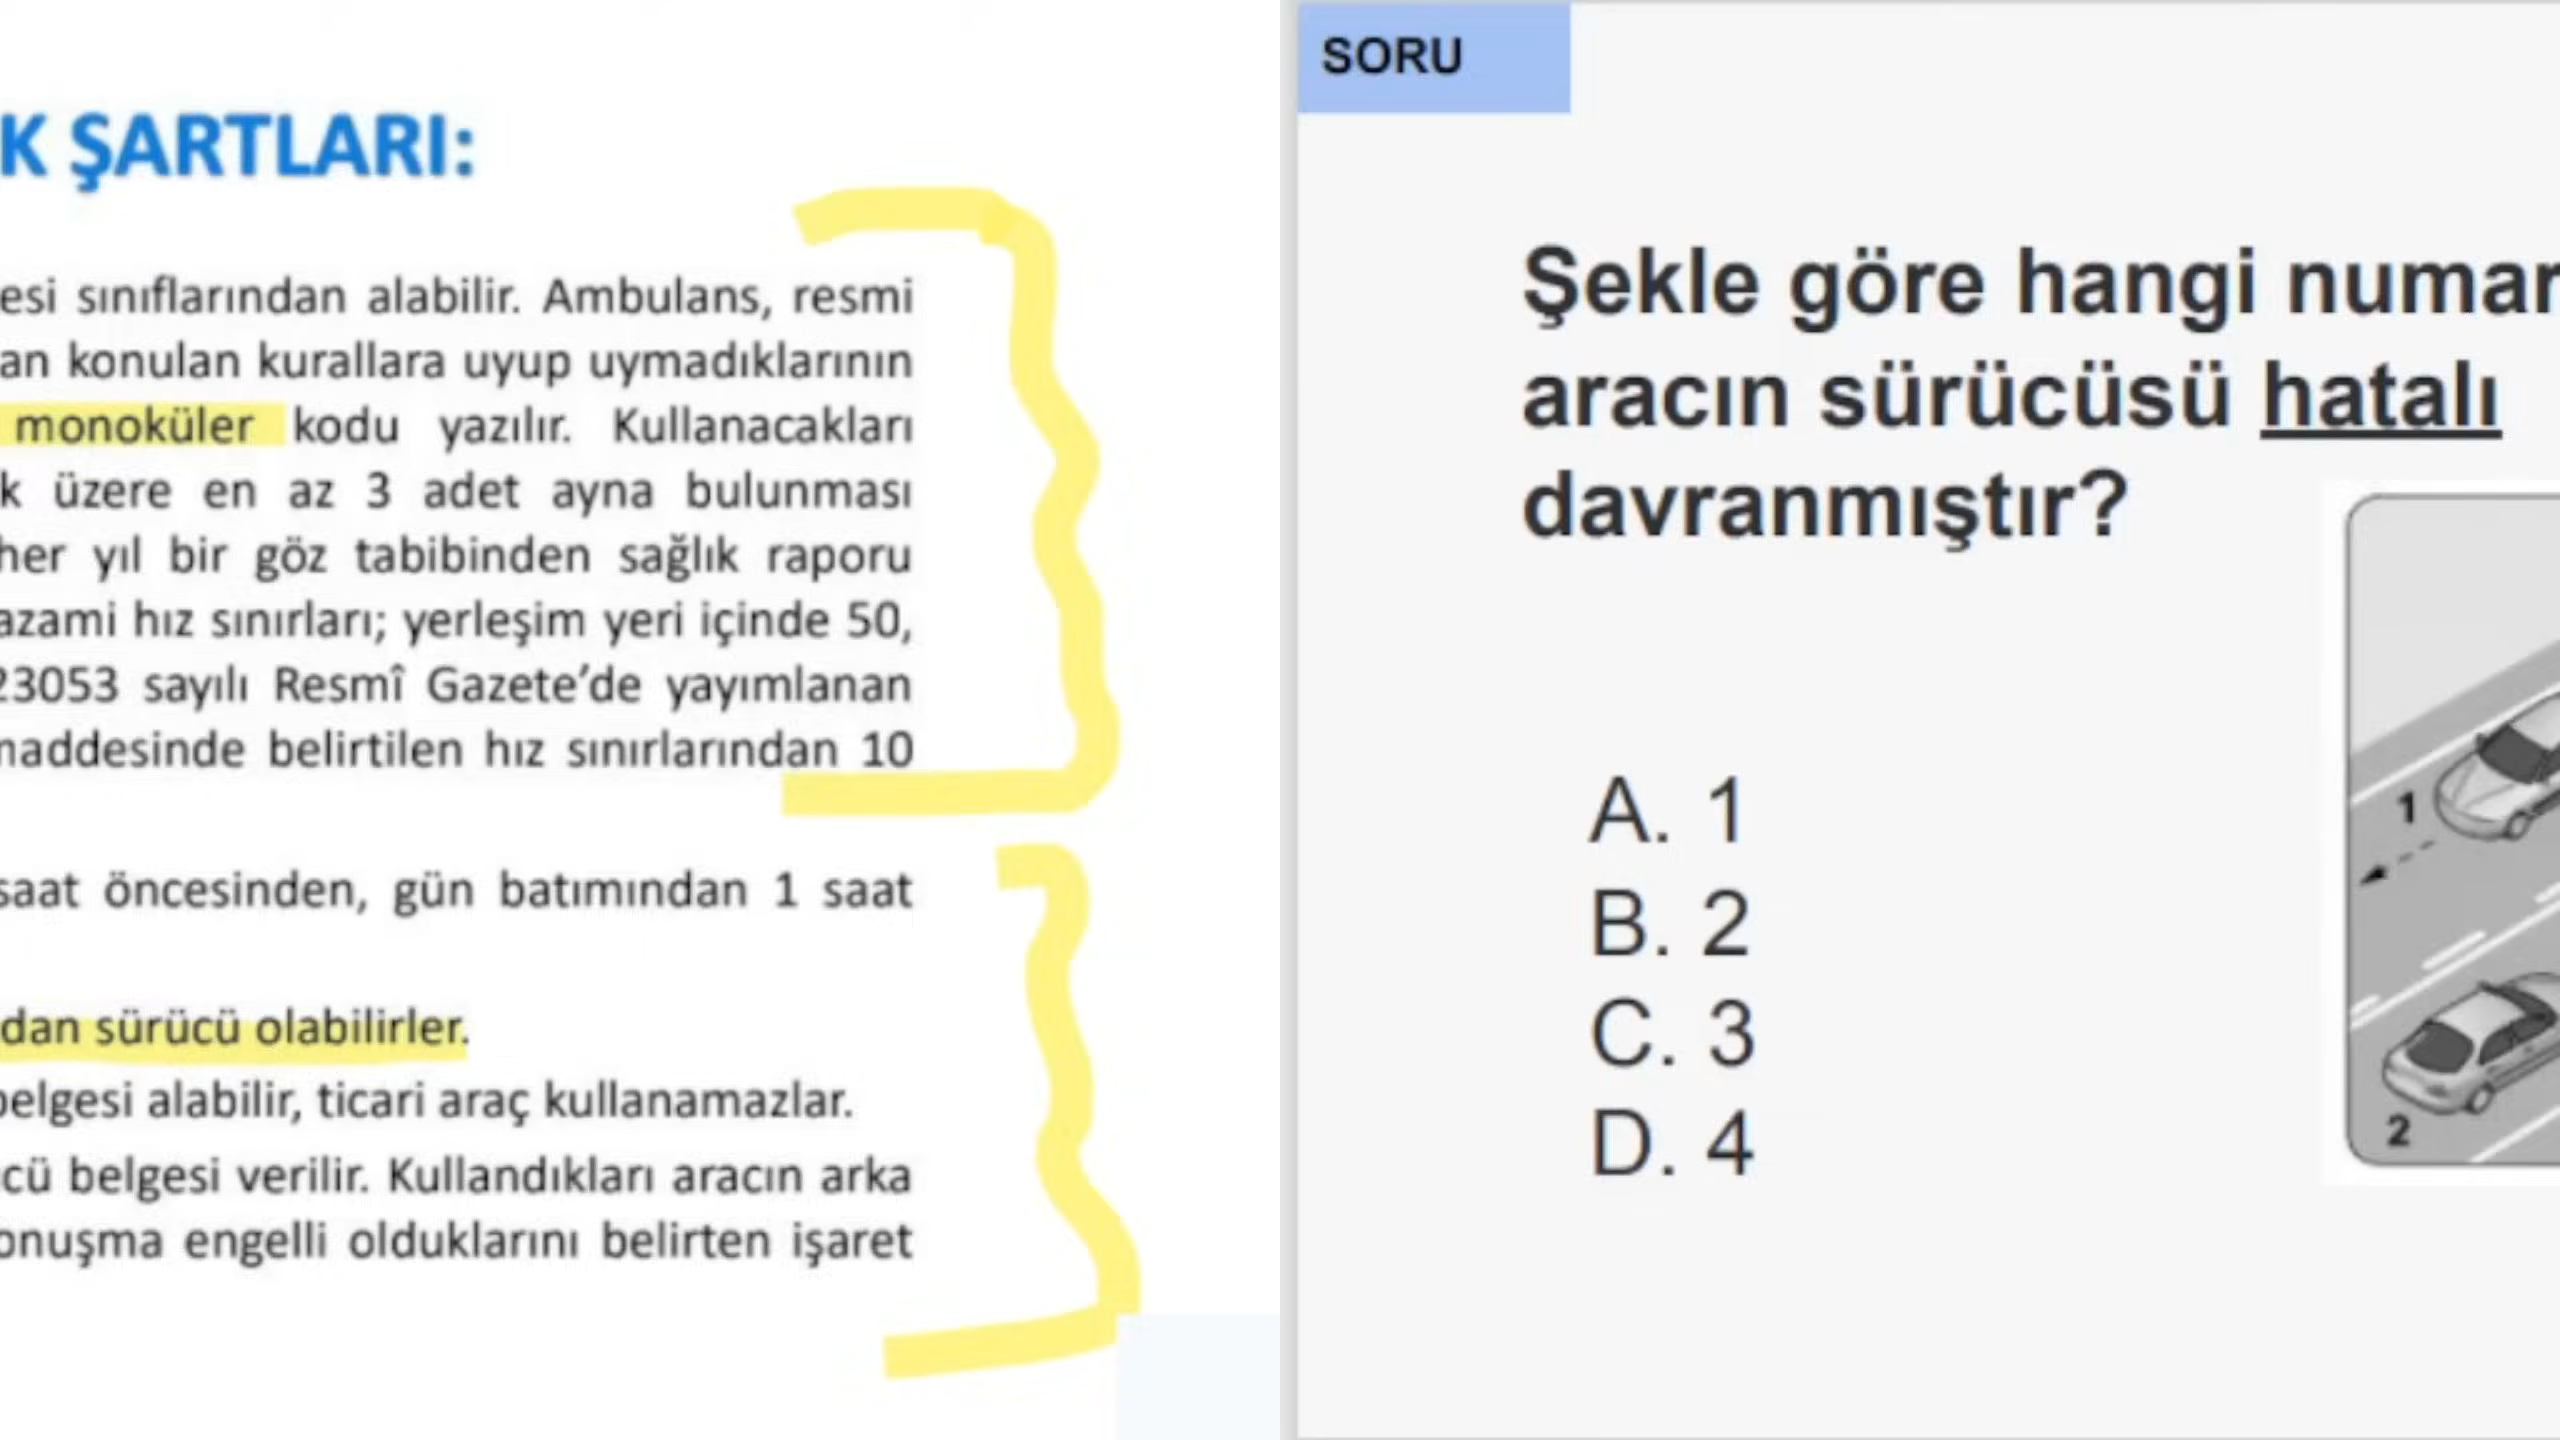 K ŞARTLARI:
esi sınıflarından alabilir. Ambulans, resmi
an konulan kurallara uyup uymadıklarının
monoküler kodu yazılır. Kullanacakları
k üzere en az 3 adet ayna bulunması
her yıl bir göz tabibinden sağlık raporu
azami hız sınırları; yerleşim yeri içinde 50,
23053 sayılı Resmî Gazete’de yayımlanan
maddesinde belirtilen hız sınırlarından 10
saat öncesinden, gün batımından 1 saat
dan sürücü olabilirler.
belgesi alabilir, ticari araç kullanamazlar.
cü belgesi verilir. Kullandıkları aracın arka
onuşma engelli olduklarını belirten işaret
SORU
Şekle göre hangi numar
aracın sürücüsü hatalı
davranmıştır?
A. 1
B. 2
C. 3
D. 4
1
2